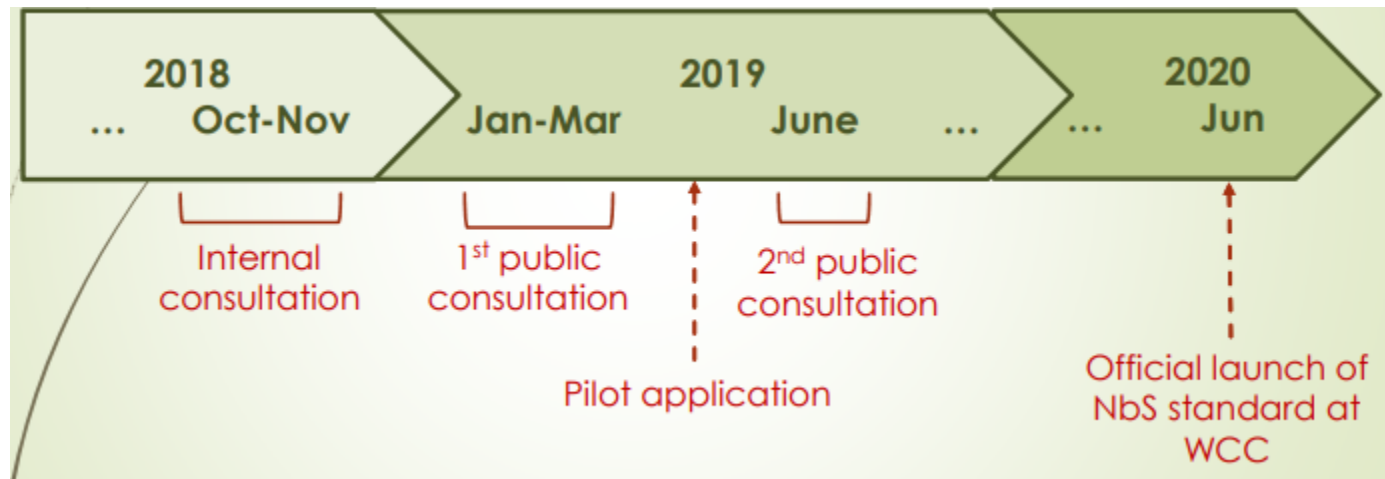 2018
... Oct-Nov
2019
Jan-Mar June ...
2020
... Jun
Internal
consultation
1st public
consultation
Pilot application
2nd public
consultation
Official launch of
NbS standard at
WCC